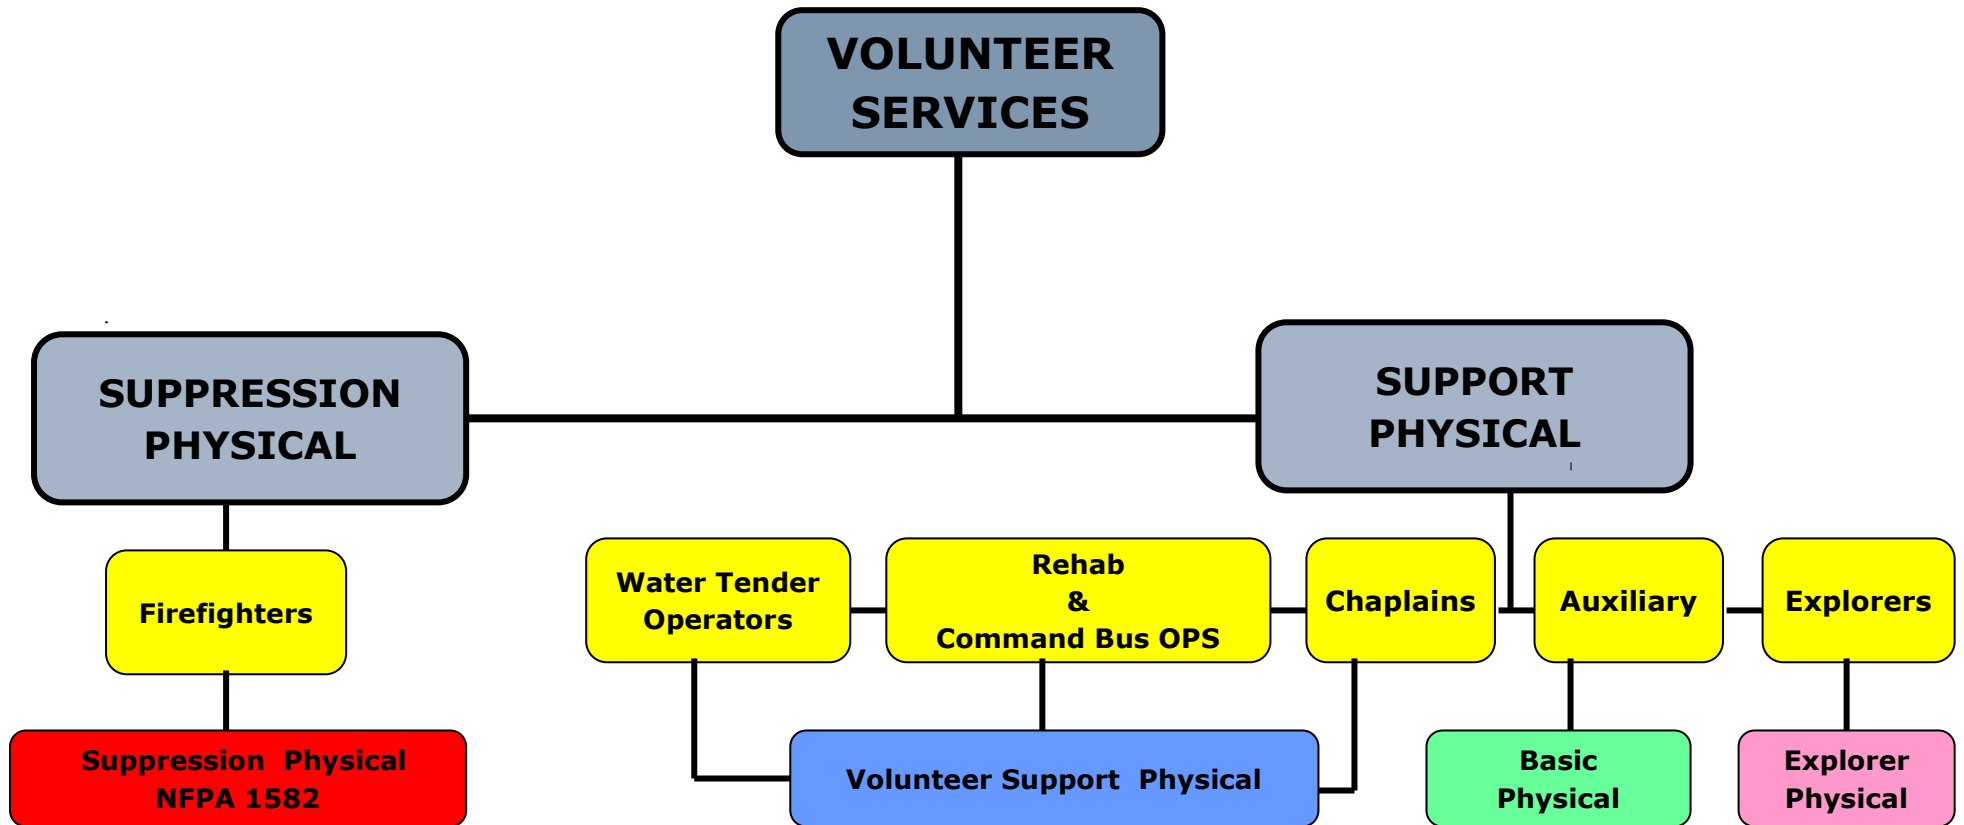 VOLUNTEER
SERVICES
SUPPRESSION
PHYSICAL
SUPPORT
PHYSICAL
Firefighters
Water Tender
Operators
Rehab
&
Command Bus OPS
Chaplains
Auxiliary
Explorers
Suppression  Physical
NFPA 1582
Volunteer Support  Physical
Basic
Physical
Explorer
Physical